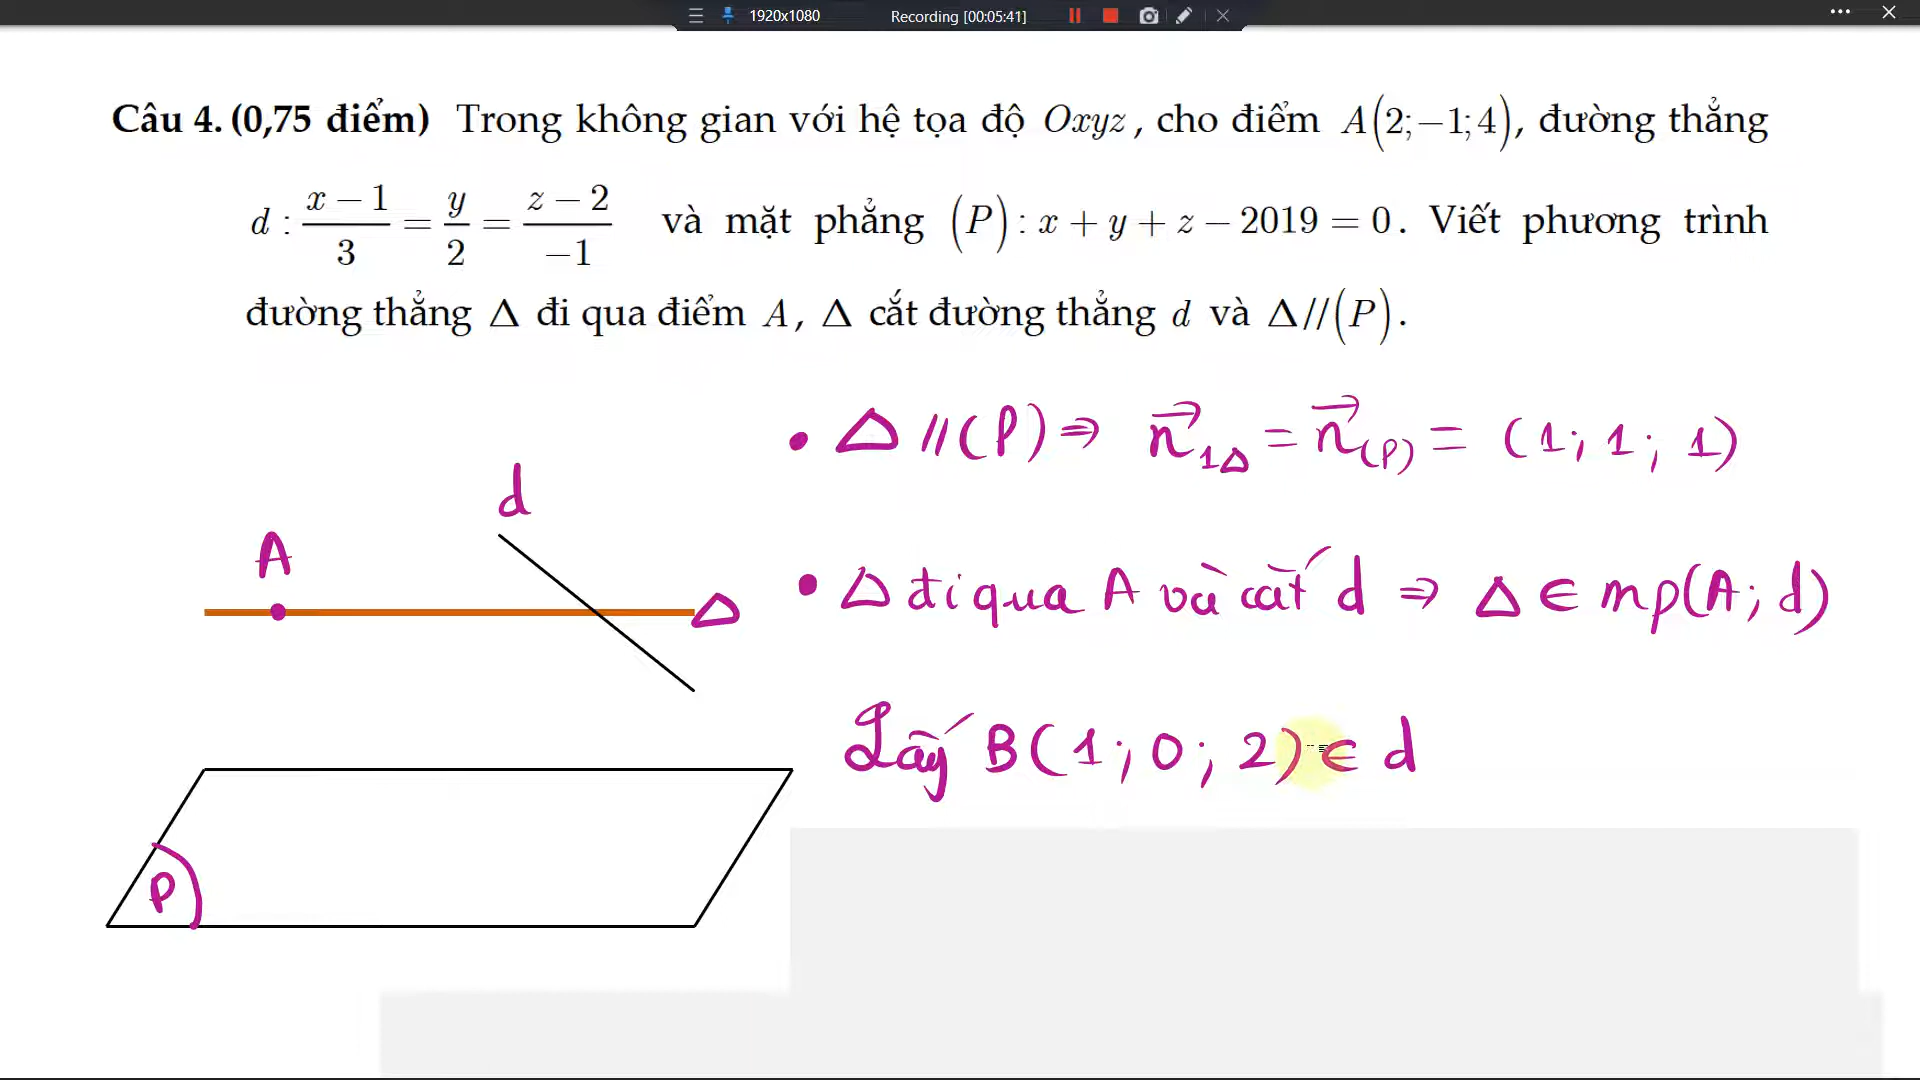 1920x1080 Recording [00:05:41]
Câu 4. (0,75 điểm) Trong không gian với hệ tọa độ Oxyz, cho điểm A(2;−1;4), đường thẳng
d : (x − 1)/3 = y/2 = (z − 2)/−1 và mặt phẳng (P) : x + y + z − 2019 = 0. Viết phương trình
đường thẳng Δ đi qua điểm A, Δ cắt đường thẳng d và Δ//(P).
• Δ // (P) ⇒ n⃗₁Δ = n⃗(P) = (1; 1; 1)
d
A
Δ
• Δ đi qua A và cắt d ⇒ Δ ∈ mp(A; d)
Lấy B(1; 0; 2) ∈ d
P